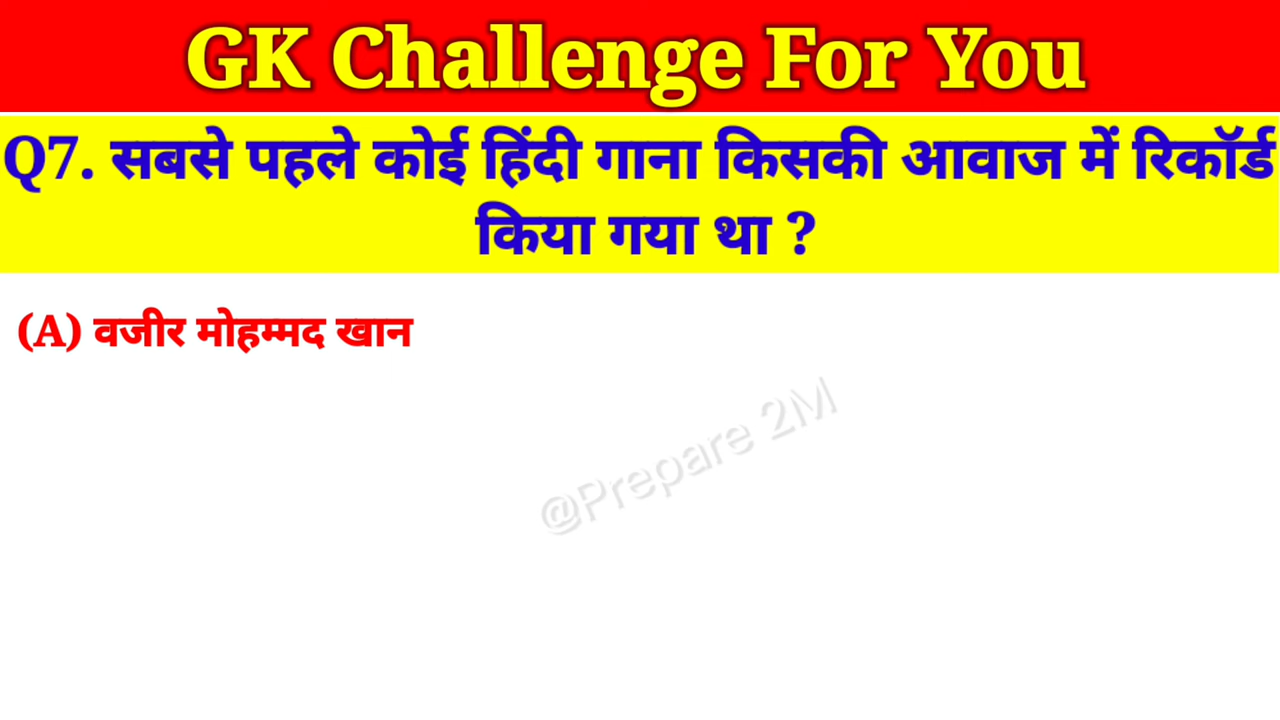 GK Challenge For You
Q7. सबसे पहले कोई हिंदी गाना किसकी आवाज में रिकॉर्ड
किया गया था ?
(A) वजीर मोहम्मद खान
@Prepare 2M